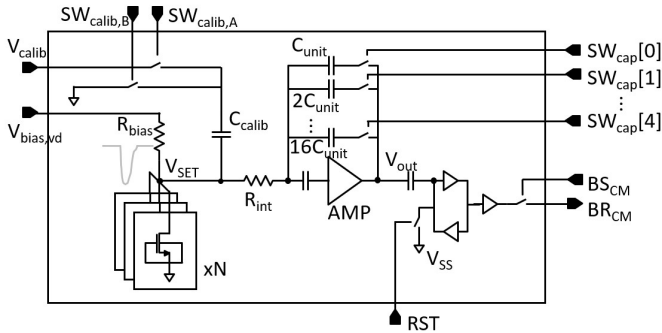 SWcalib,B SWcalib,A
Vcalib
Vbias,vd
Rbias
Ccalib
VSET
Rint
Cunit
2Cunit
⋮
16Cunit
AMP
Vout
VSS
xN
SWcap[0]
SWcap[1]
⋮
SWcap[4]
BSCM
BRCM
RST